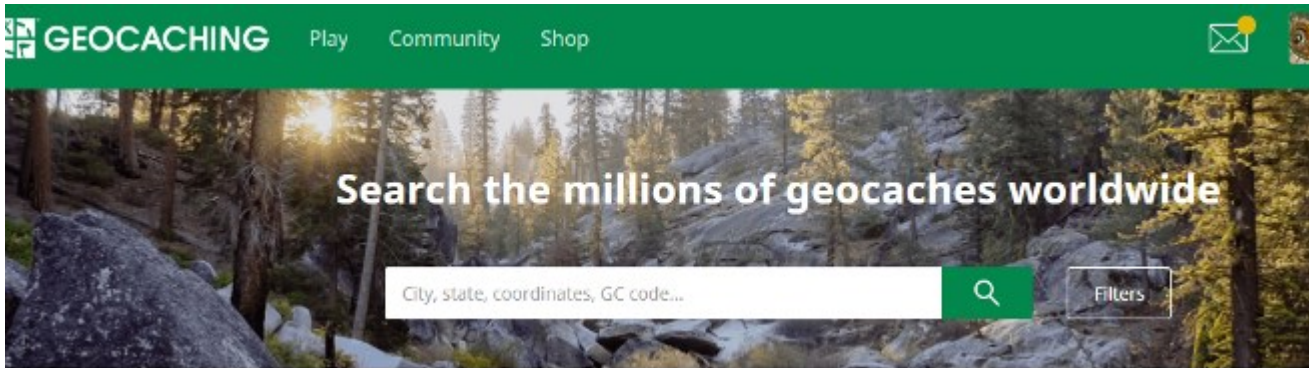 GEOCACHING Play Community Shop
Search the millions of geocaches worldwide
City, state, coordinates, GC code...
Filters